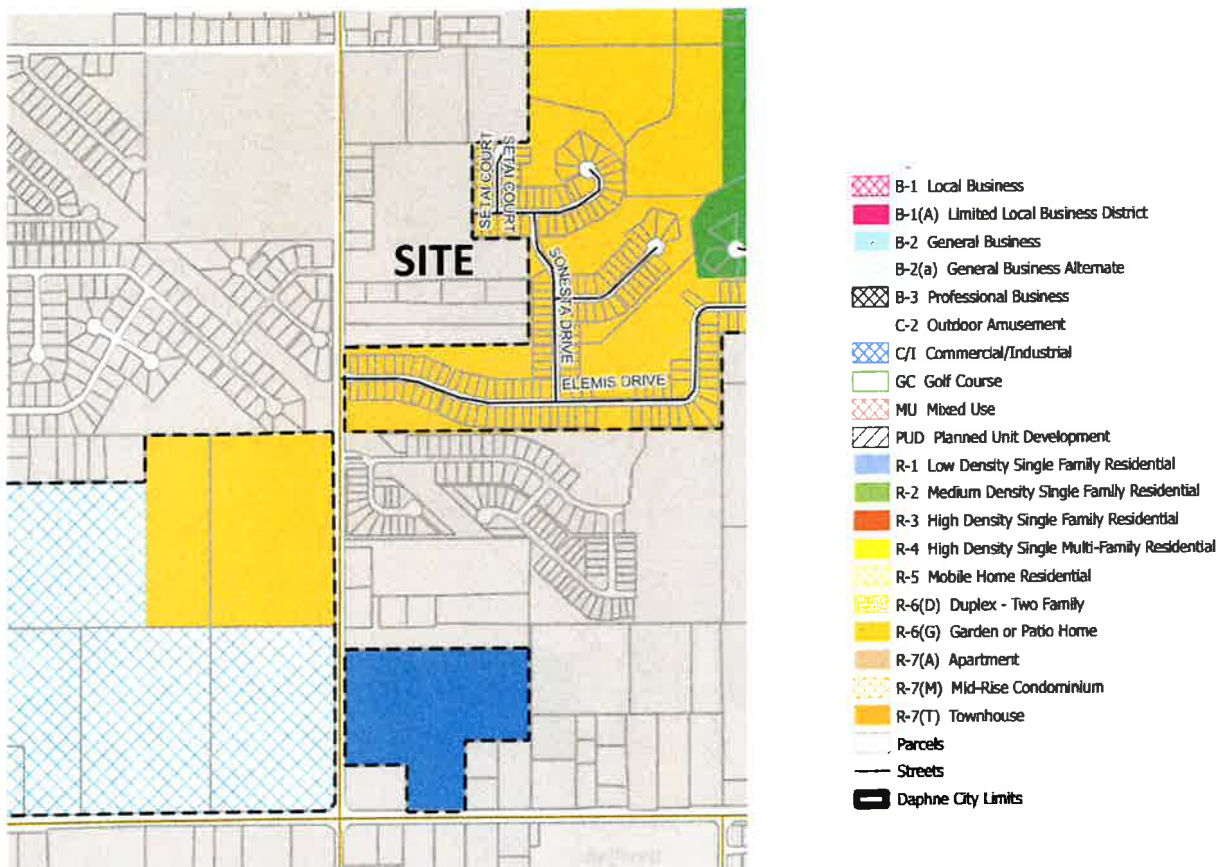 SETAI COURT
SETAI COURT
SITE
SONESTA DRIVE
ELEMIS DRIVE
Belforest
B-1 Local Business
B-1(A) Limited Local Business District
B-2 General Business
B-2(a) General Business Alternate
B-3 Professional Business
C-2 Outdoor Amusement
C/I Commercial/Industrial
GC Golf Course
MU Mixed Use
PUD Planned Unit Development
R-1 Low Density Single Family Residential
R-2 Medium Density Single Family Residential
R-3 High Density Single Family Residential
R-4 High Density Single Multi-Family Residential
R-5 Mobile Home Residential
R-6(D) Duplex - Two Family
R-6(G) Garden or Patio Home
R-7(A) Apartment
R-7(M) Mid-Rise Condominium
R-7(T) Townhouse
Parcels
Streets
Daphne City Limits